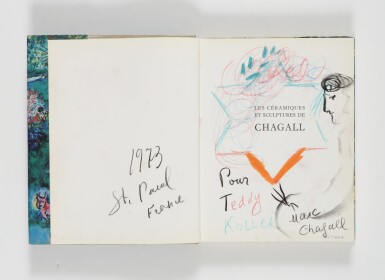 1973
St. Paul
France
LES CÉRAMIQUES
ET SCULPTURES DE
CHAGALL
Pour
Teddy
Kollek
Marc
Chagall